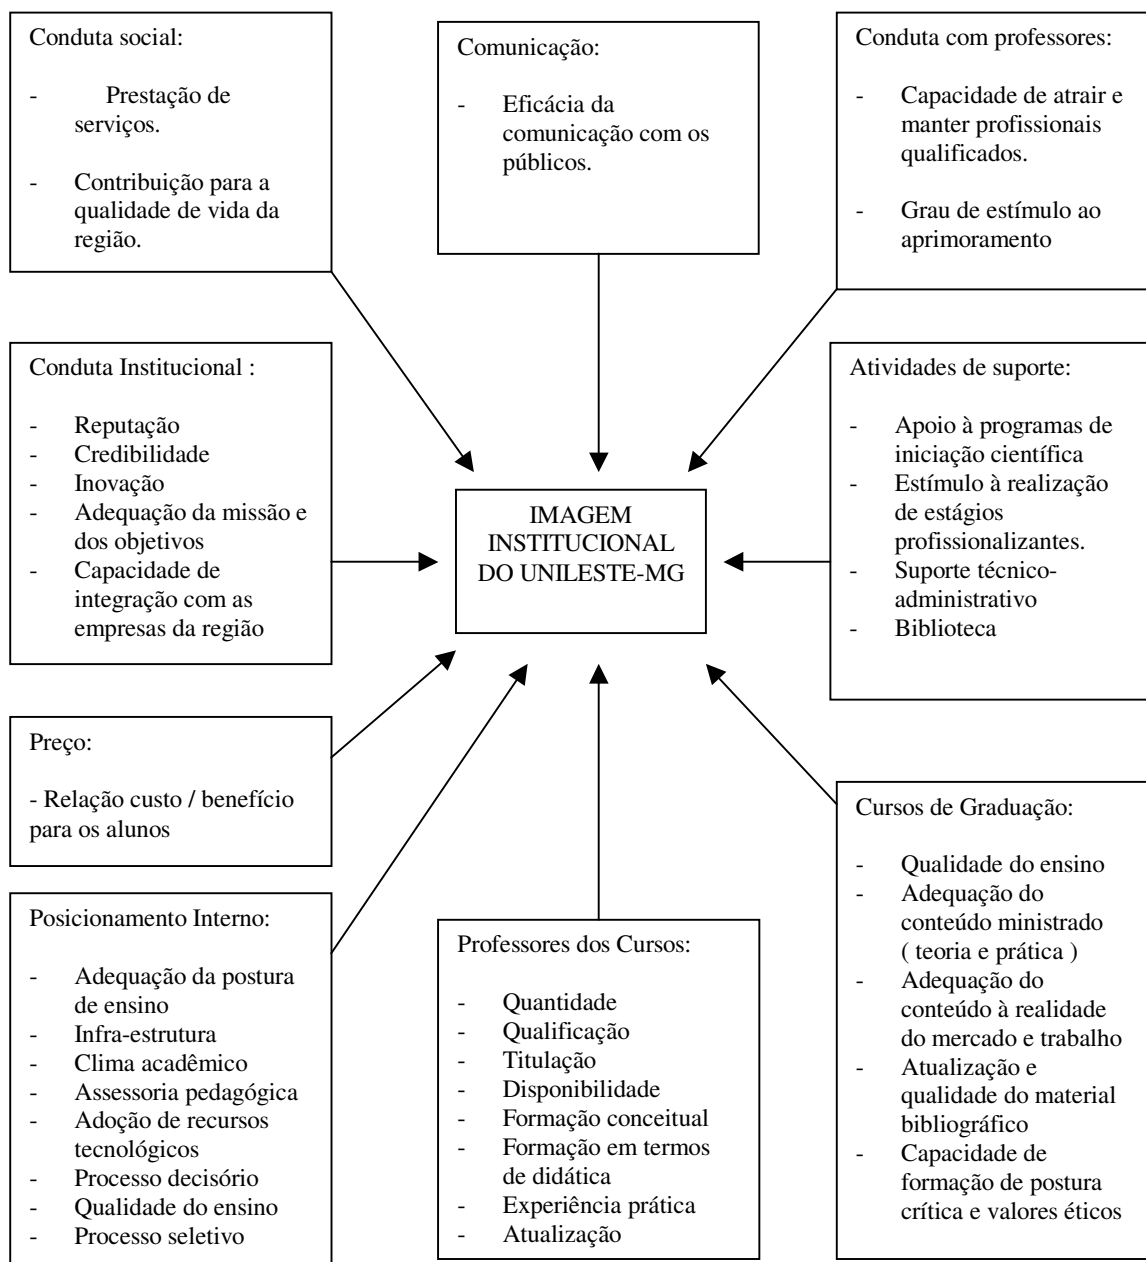 Conduta social:
- Prestação de
serviços.
- Contribuição para a
qualidade de vida da
região.
Comunicação:
- Eficácia da
comunicação com os
públicos.
Conduta com professores:
- Capacidade de atrair e
manter profissionais
qualificados.
- Grau de estímulo ao
aprimoramento
Conduta Institucional :
- Reputação
- Credibilidade
- Inovação
- Adequação da missão e
dos objetivos
- Capacidade de
integração com as
empresas da região
IMAGEM
INSTITUCIONAL
DO UNILESTE-MG
Atividades de suporte:
- Apoio à programas de
iniciação científica
- Estímulo à realização
de estágios
profissionalizantes.
- Suporte técnico-
administrativo
- Biblioteca
Preço:
- Relação custo / benefício
para os alunos
Posicionamento Interno:
- Adequação da postura
de ensino
- Infra-estrutura
- Clima acadêmico
- Assessoria pedagógica
- Adoção de recursos
tecnológicos
- Processo decisório
- Qualidade do ensino
- Processo seletivo
Professores dos Cursos:
- Quantidade
- Qualificação
- Titulação
- Disponibilidade
- Formação conceitual
- Formação em termos
de didática
- Experiência prática
- Atualização
Cursos de Graduação:
- Qualidade do ensino
- Adequação do
conteúdo ministrado
( teoria e prática )
- Adequação do
conteúdo à realidade
do mercado e trabalho
- Atualização e
qualidade do material
bibliográfico
- Capacidade de
formação de postura
crítica e valores éticos